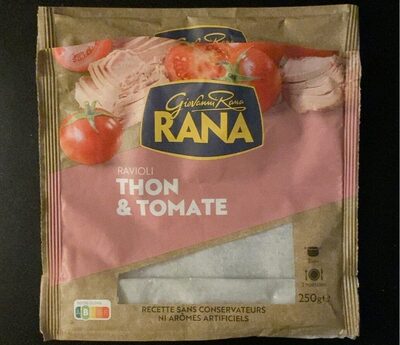 Giovanni Rana
RANA
RAVIOLI
THON
& TOMATE
250g e
RECETTE SANS CONSERVATEURS
NI ARÔMES ARTIFICIELS